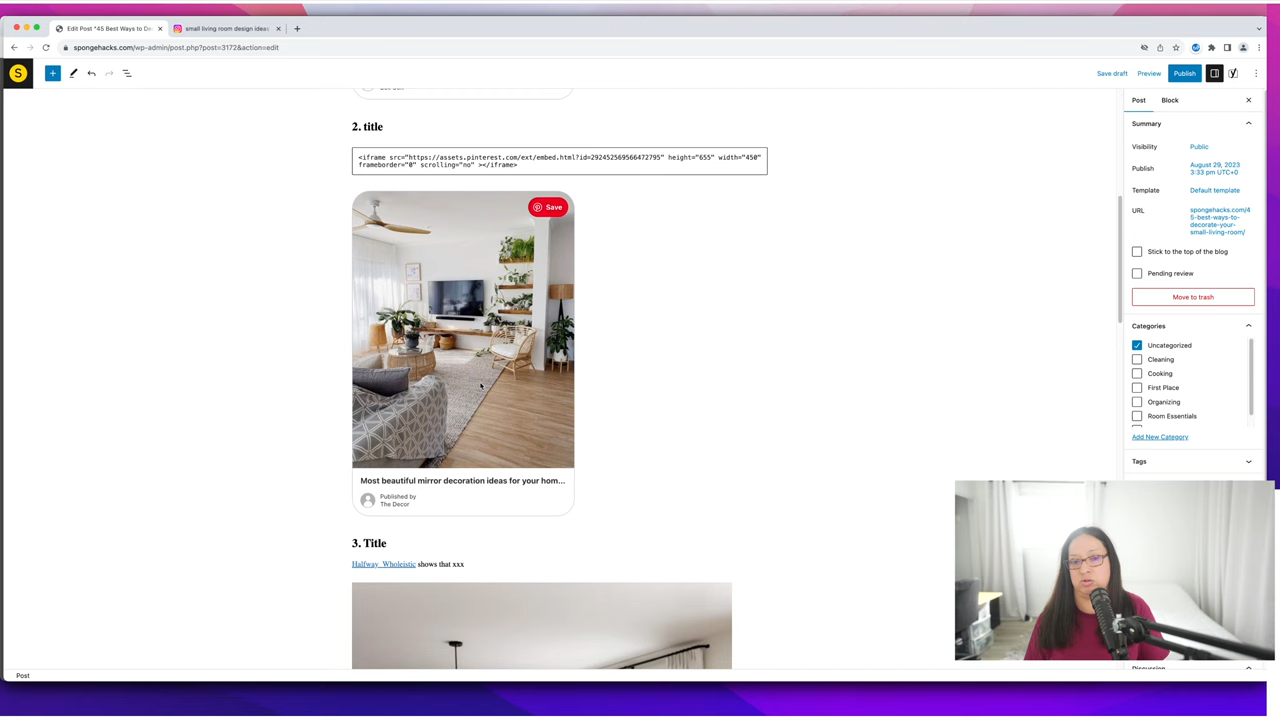 Edit Post "45 Best Ways to De
small living room design ideas
spongehacks.com/wp-admin/post.php?post=3172&action=edit
S
Save draft
Preview
Publish
2. title
<iframe src="https://assets.pinterest.com/ext/embed.html?id=292452569566472795" height="655" width="450"
frameborder="0" scrolling="no" ></iframe>
Save
Most beautiful mirror decoration ideas for your hom...
Published by
The Decor
3. Title
Halfway_Wholeistic shows that xxx
Post
Block
Summary
Visibility
Public
Publish
August 29, 2023
3:33 pm UTC+0
Template
Default template
URL
spongehacks.com/4
5-best-ways-to-
decorate-your-
small-living-room/
Stick to the top of the blog
Pending review
Move to trash
Categories
Uncategorized
Cleaning
Cooking
First Place
Organizing
Room Essentials
Add New Category
Tags
Post